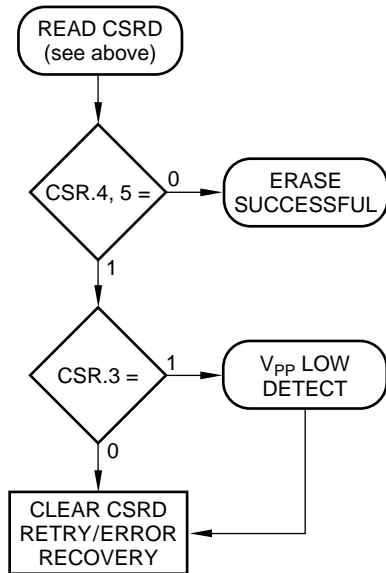 READ CSRD
(see above)
CSR.4, 5 =
0
ERASE
SUCCESSFUL
1
CSR.3 =
1
VPP LOW
DETECT
0
CLEAR CSRD
RETRY/ERROR
RECOVERY